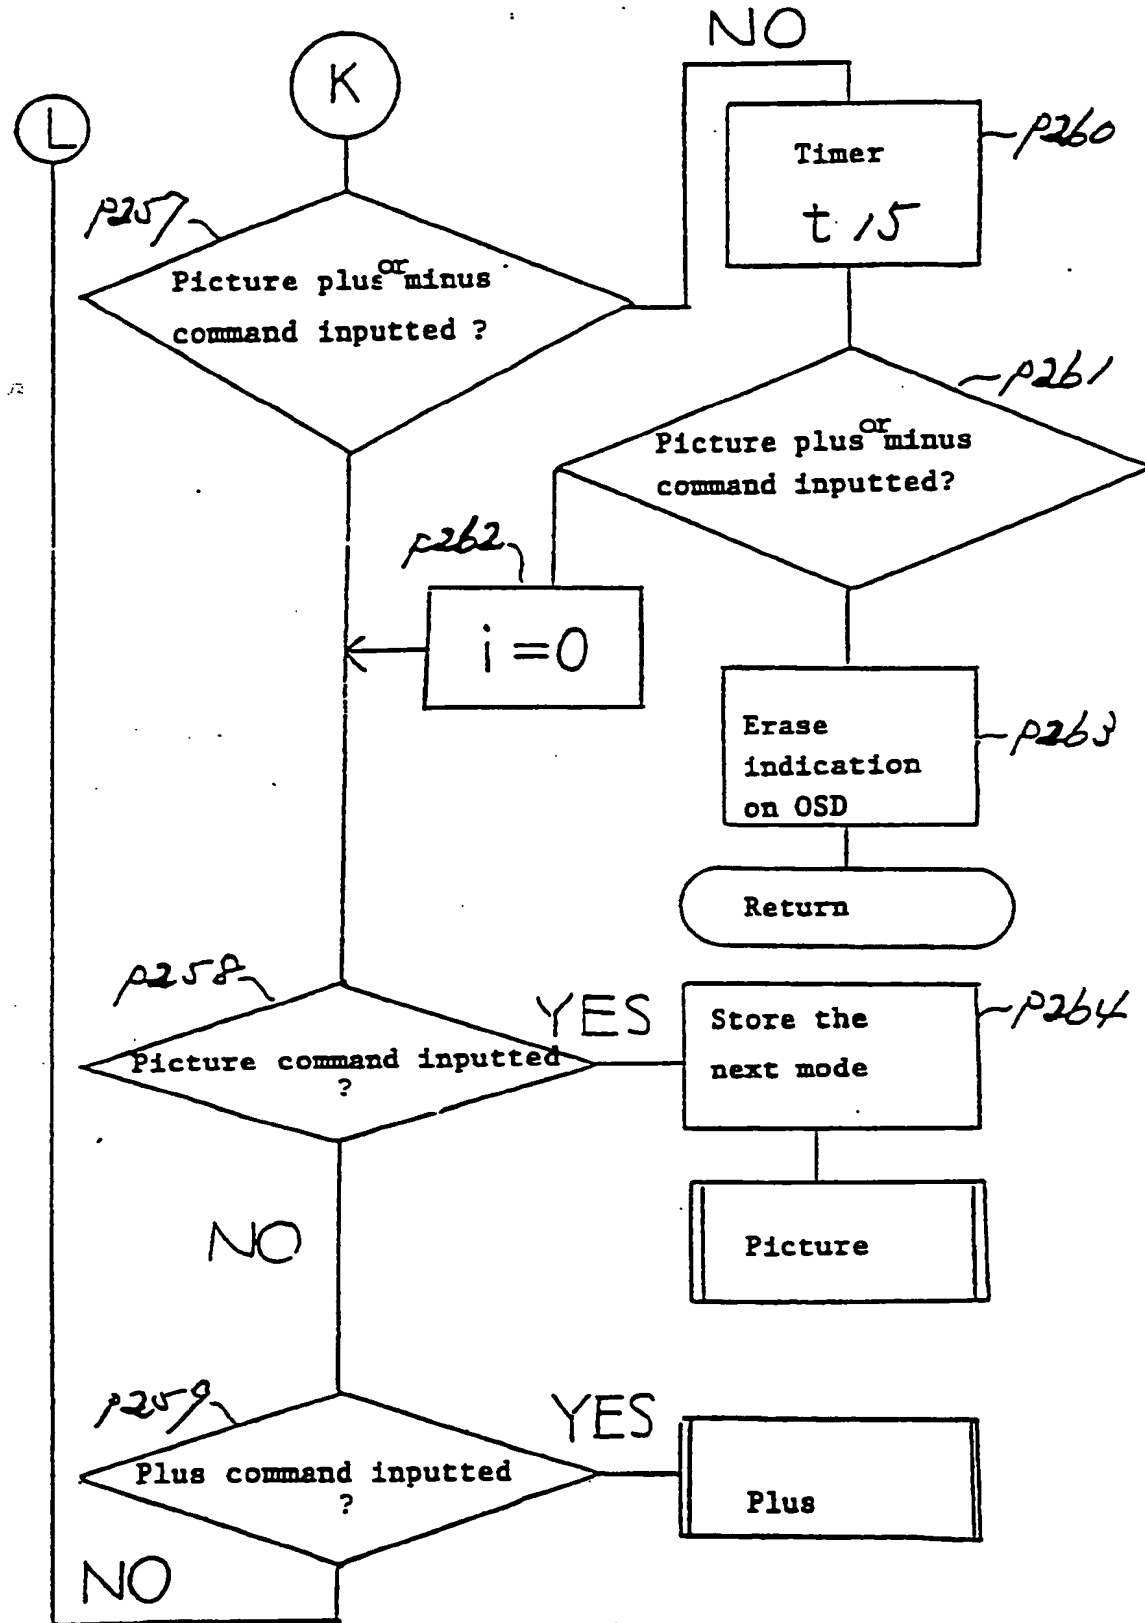 NO
K
L
P260
Timer
t 15
P257
Picture plus or minus
command inputted ?
P261
Picture plus or minus
command inputted?
P262
i = 0
Erase
indication
on OSD
P263
Return
P258
Picture command inputted
?
YES
Store the
next mode
P264
NO
Picture
P259
Plus command inputted
?
YES
Plus
NO